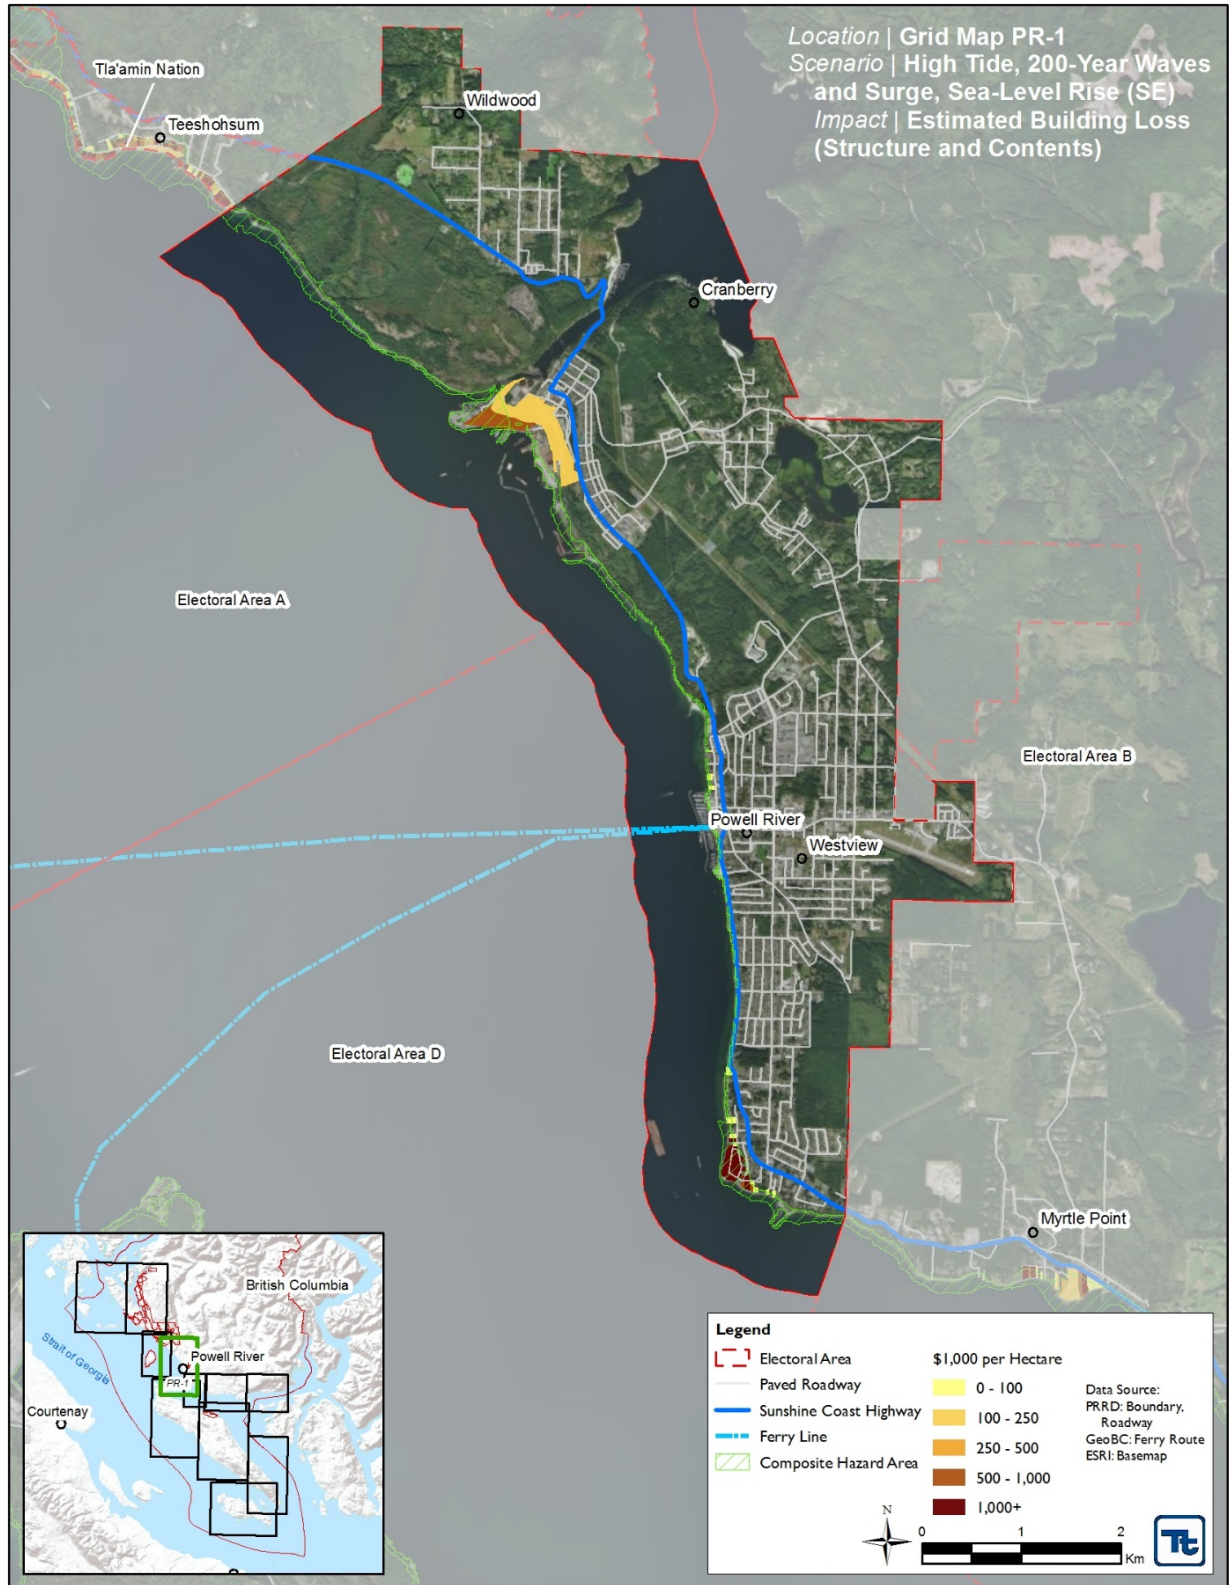 Location | Grid Map PR-1
Scenario | High Tide, 200-Year Waves
and Surge, Sea-Level Rise (SE)
Impact | Estimated Building Loss
(Structure and Contents)
Tla'amin Nation
Teeshohsum
Wildwood
Cranberry
Electoral Area A
Electoral Area B
Powell River
Westview
Electoral Area D
Myrtle Point
British Columbia
Strait of Georgia
Powell River
PR-1
Courtenay
Legend
Electoral Area
Paved Roadway
Sunshine Coast Highway
Ferry Line
Composite Hazard Area
$1,000 per Hectare
0 - 100
100 - 250
250 - 500
500 - 1,000
1,000+
Data Source:
PRRD: Boundary,
Roadway
GeoBC: Ferry Route
ESRI: Basemap
N
0 1 2
Km
Tt